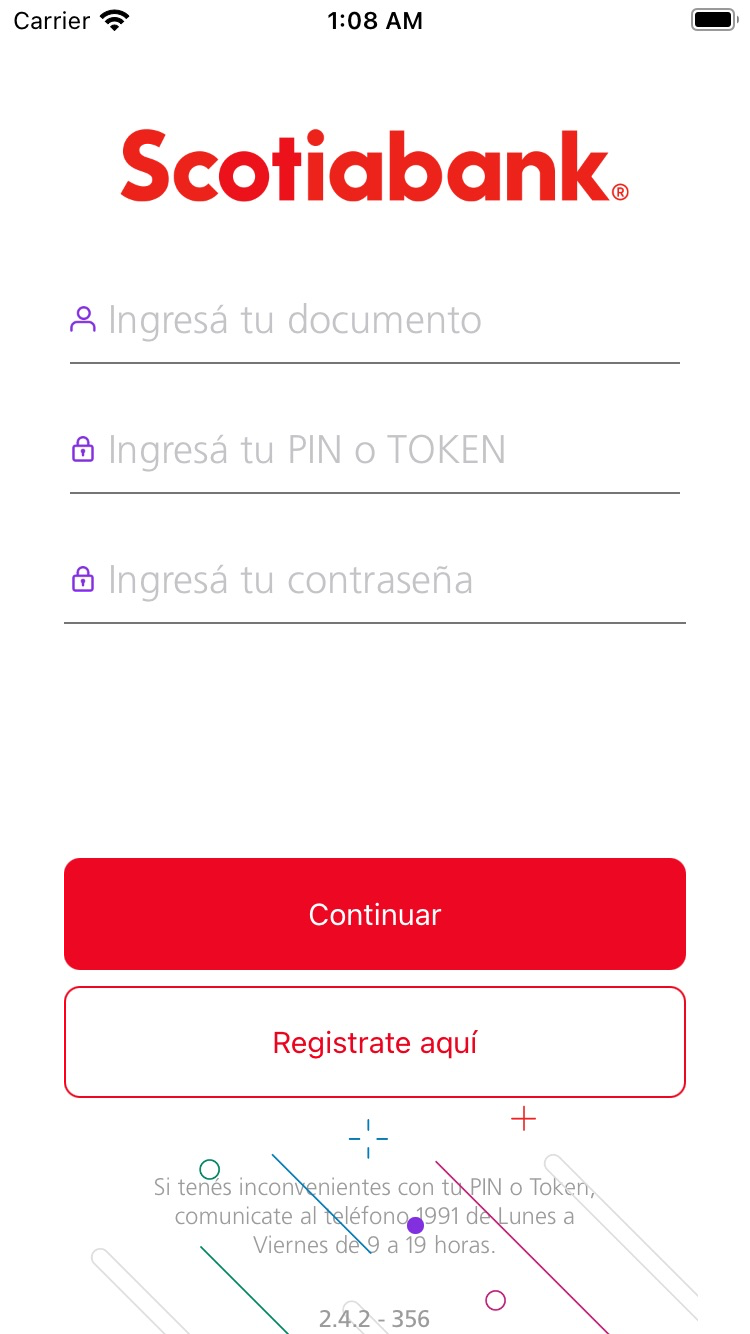 Carrier 1:08 AM
Scotiabank®
Ingresá tu documento
Ingresá tu PIN o TOKEN
Ingresá tu contraseña
Continuar
Registrate aquí
Si tenés inconvenientes con tu PIN o Token,
comunicate al teléfono 1991 de Lunes a
Viernes de 9 a 19 horas.
2.4.2 - 356